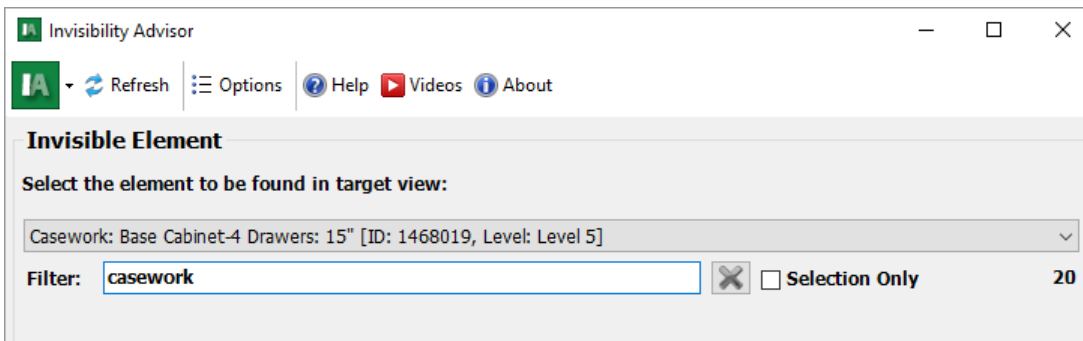 IA Invisibility Advisor
IA Refresh Options Help Videos About
Invisible Element
Select the element to be found in target view:
Casework: Base Cabinet-4 Drawers: 15" [ID: 1468019, Level: Level 5]
Filter: casework Selection Only 20